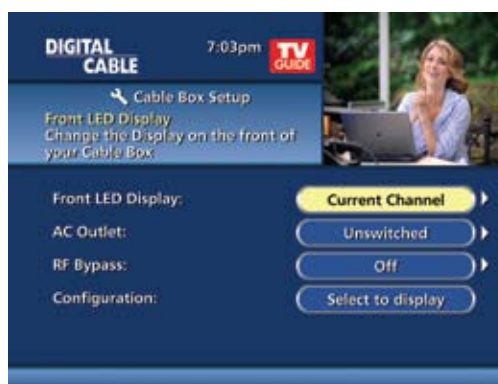 DIGITAL
CABLE
7:03pm
TV
GUIDE
Cable Box Setup
Front LED Display
Change the Display on the front of
your Cable Box
Front LED Display: Current Channel
AC Outlet: Unswitched
RF Bypass: Off
Configuration: Select to display